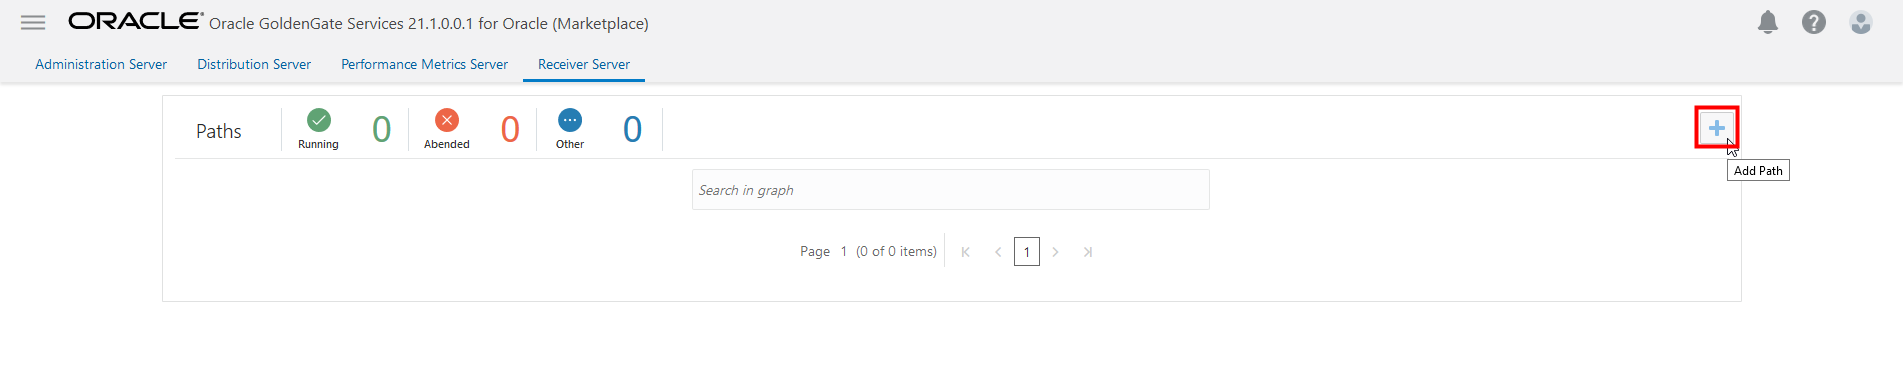 ORACLE® Oracle GoldenGate Services 21.1.0.0.1 for Oracle (Marketplace)
Administration Server Distribution Server Performance Metrics Server Receiver Server
Paths Running 0 Abended 0 Other 0
Add Path
Search in graph
Page 1 (0 of 0 items) 1